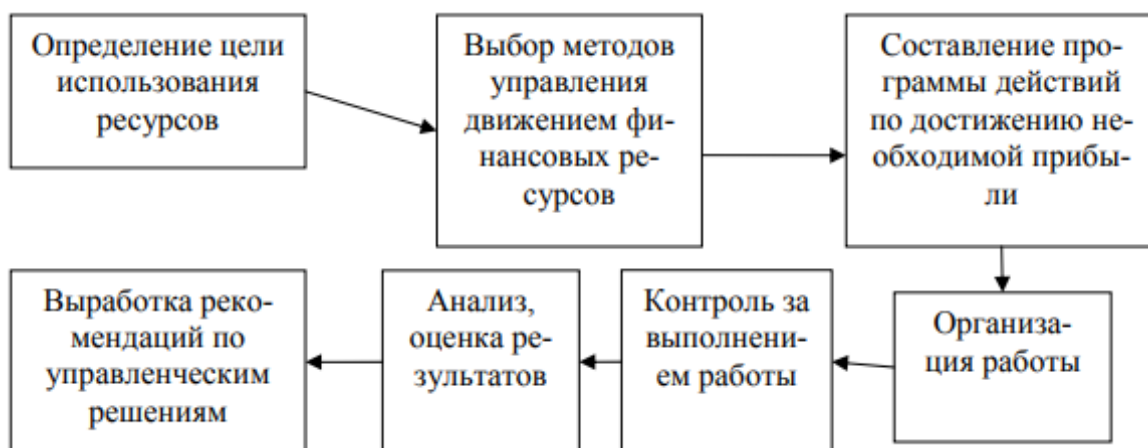 Определение цели
использования
ресурсов
Выбор методов
управления
движением фи-
нансовых ре-
сурсов
Составление про-
граммы действий
по достижению не-
обходимой прибы-
ли
Организа-
ция работы
Контроль за
выполнени-
ем работы
Анализ,
оценка ре-
зультатов
Выработка реко-
мендаций по
управленческим
решениям